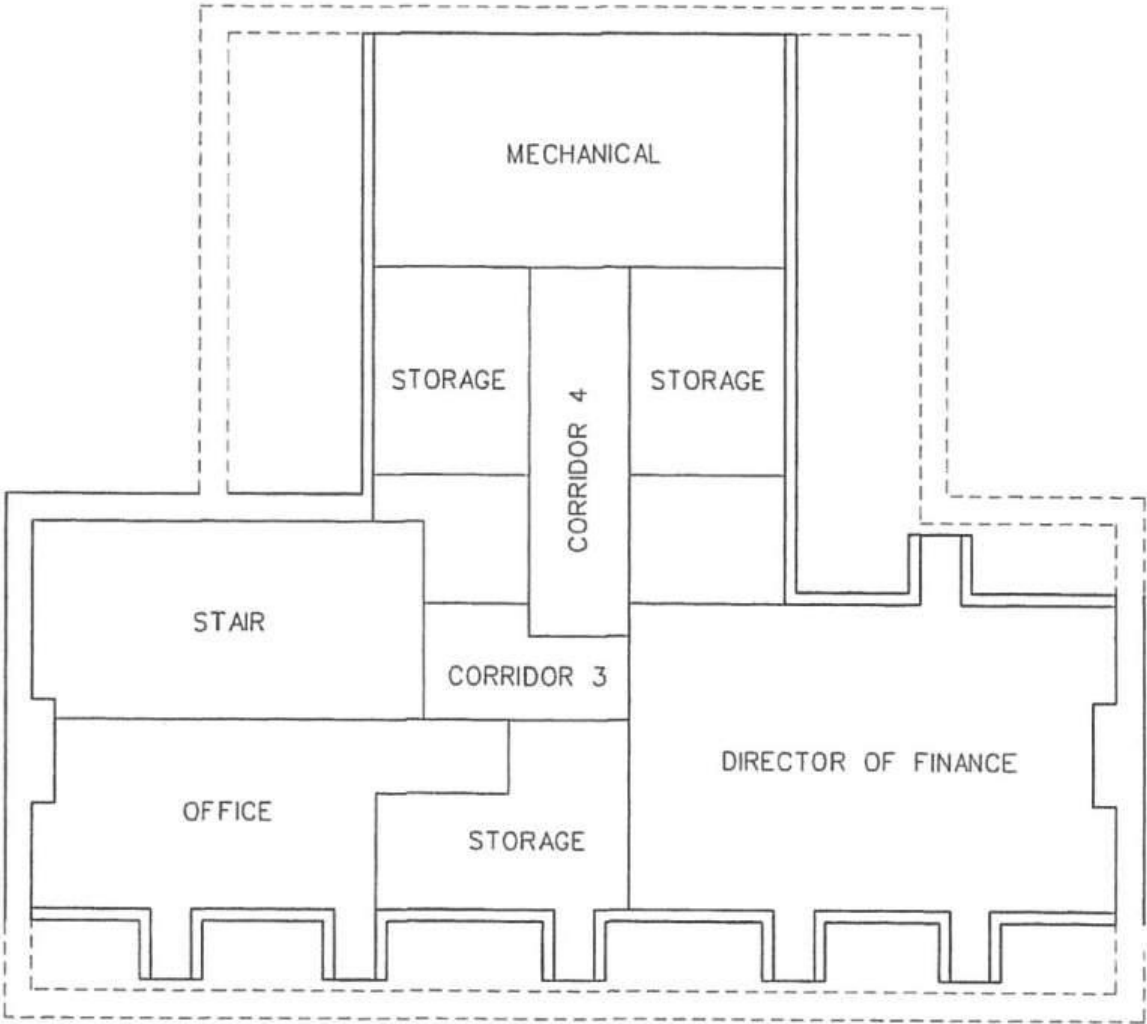 MECHANICAL
STORAGE
STORAGE
CORRIDOR 4
STAIR
CORRIDOR 3
DIRECTOR OF FINANCE
OFFICE
STORAGE